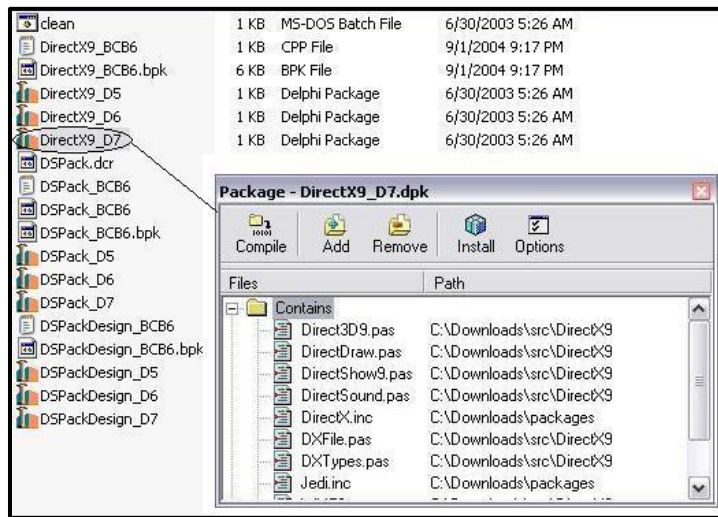 clean 1 KB MS-DOS Batch File 6/30/2003 5:26 AM
DirectX9_BCB6 1 KB CPP File 9/1/2004 9:17 PM
DirectX9_BCB6.bpk 6 KB BPK File 9/1/2004 9:17 PM
DirectX9_D5 1 KB Delphi Package 6/30/2003 5:26 AM
DirectX9_D6 1 KB Delphi Package 6/30/2003 5:26 AM
DirectX9_D7 1 KB Delphi Package 6/30/2003 5:26 AM
DSPack.dcr
DSPack_BCB6
DSPack_BCB6
DSPack_BCB6.bpk
DSPack_D5
DSPack_D6
DSPack_D7
DSPackDesign_BCB6
DSPackDesign_BCB6.bpk
DSPackDesign_D5
DSPackDesign_D6
DSPackDesign_D7
Package - DirectX9_D7.dpk
Compile Add Remove Install Options
Files Path
Contains
Direct3D9.pas C:\Downloads\src\DirectX9
DirectDraw.pas C:\Downloads\src\DirectX9
DirectShow9.pas C:\Downloads\src\DirectX9
DirectSound.pas C:\Downloads\src\DirectX9
DirectX.inc C:\Downloads\packages
DXFile.pas C:\Downloads\src\DirectX9
DXTypes.pas C:\Downloads\src\DirectX9
Jedi.inc C:\Downloads\packages